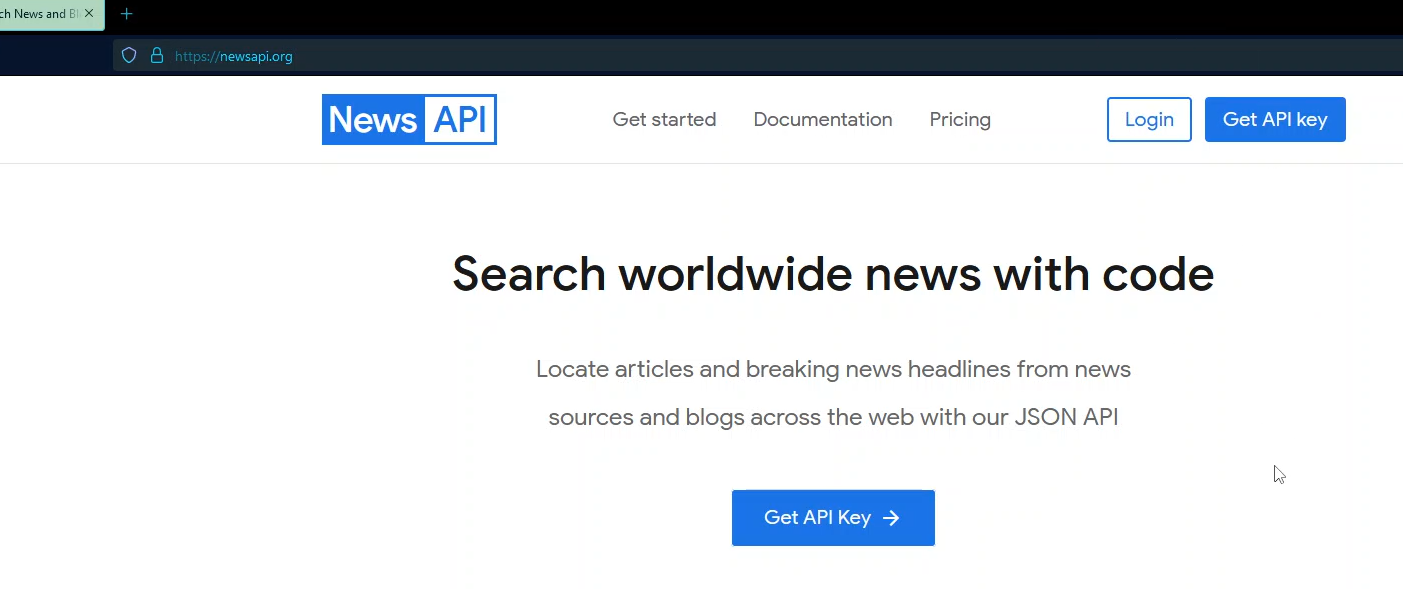 ch News and Bl
https://newsapi.org
News API
Get started
Documentation
Pricing
Login
Get API key
Search worldwide news with code
Locate articles and breaking news headlines from news
sources and blogs across the web with our JSON API
Get API Key